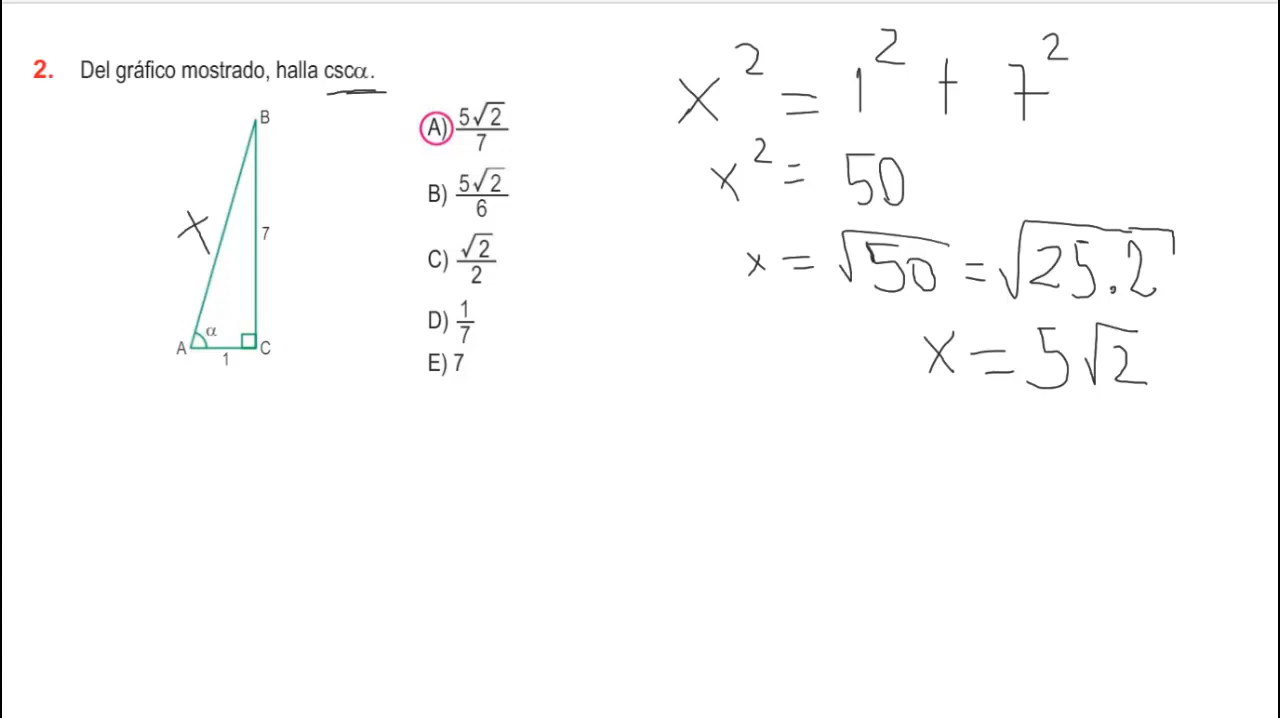 2. Del gráfico mostrado, halla cscα.
B
X
7
α
A
1
C
A) 5√2/7
B) 5√2/6
C) √2/2
D) 1/7
E) 7
x² = 1² + 7²
x² = 50
x = √50 = √25.2
x = 5√2